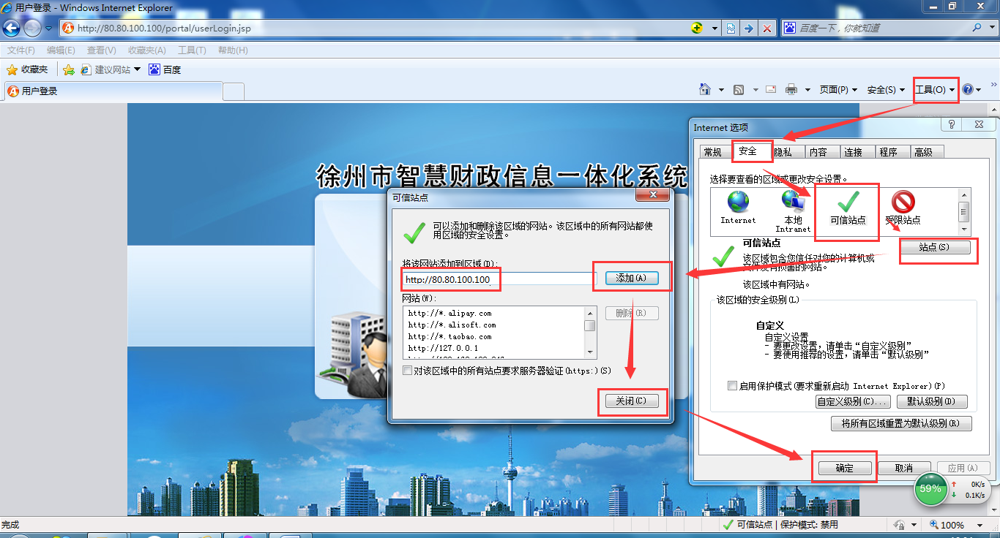 用户登录 - Windows Internet Explorer
http://80.80.100.100/portal/userLogin.jsp
百度一下，你就知道
文件(F) 编辑(E) 查看(V) 收藏夹(A) 工具(T) 帮助(H)
收藏夹 建议网站 百度
用户登录
页面(P) 安全(S) 工具(O)
徐州市智慧财政信息一体化系统
可信站点
可以添加和删除该区域的网站。该区域中的所有网站都使
用区域的安全设置。
将该网站添加到区域(D):
http://80.80.100.100
添加(A)
网站(W):
http://*.alipay.com
http://*.alisoft.com
http://*.taobao.com
http://127.0.0.1
删除(R)
对该区域中的所有站点要求服务器验证(https:)(S)
关闭(C)
Internet 选项
常规 安全 隐私 内容 连接 程序 高级
选择要查看的区域或更改安全设置。
Internet
本地
Intranet
可信站点
受限站点
可信站点
站点(S)
该区域包含您信任对您的计算机或
文件没有损害的网站。
该区域中有网站。
该区域的安全级别(L)
自定义
自定义设置
- 要更改设置，请单击“自定义级别”
- 要使用推荐的设置，请单击“默认级别”
启用保护模式(要求重新启动 Internet Explorer)(P)
自定义级别(C)... 默认级别(D)
将所有区域重置为默认级别(R)
确定 取消 应用(A)
59%
0K/s
0.1K/s
完成
可信站点 | 保护模式: 禁用
100%